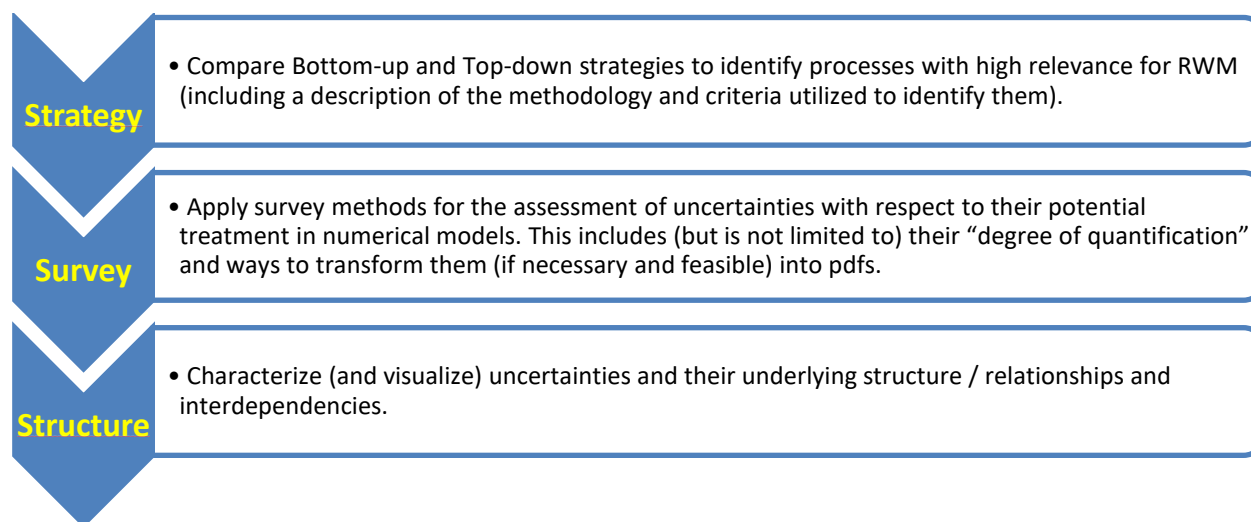 Strategy
• Compare Bottom-up and Top-down strategies to identify processes with high relevance for RWM
(including a description of the methodology and criteria utilized to identify them).
Survey
• Apply survey methods for the assessment of uncertainties with respect to their potential
treatment in numerical models. This includes (but is not limited to) their “degree of quantification”
and ways to transform them (if necessary and feasible) into pdfs.
Structure
• Characterize (and visualize) uncertainties and their underlying structure / relationships and
interdependencies.